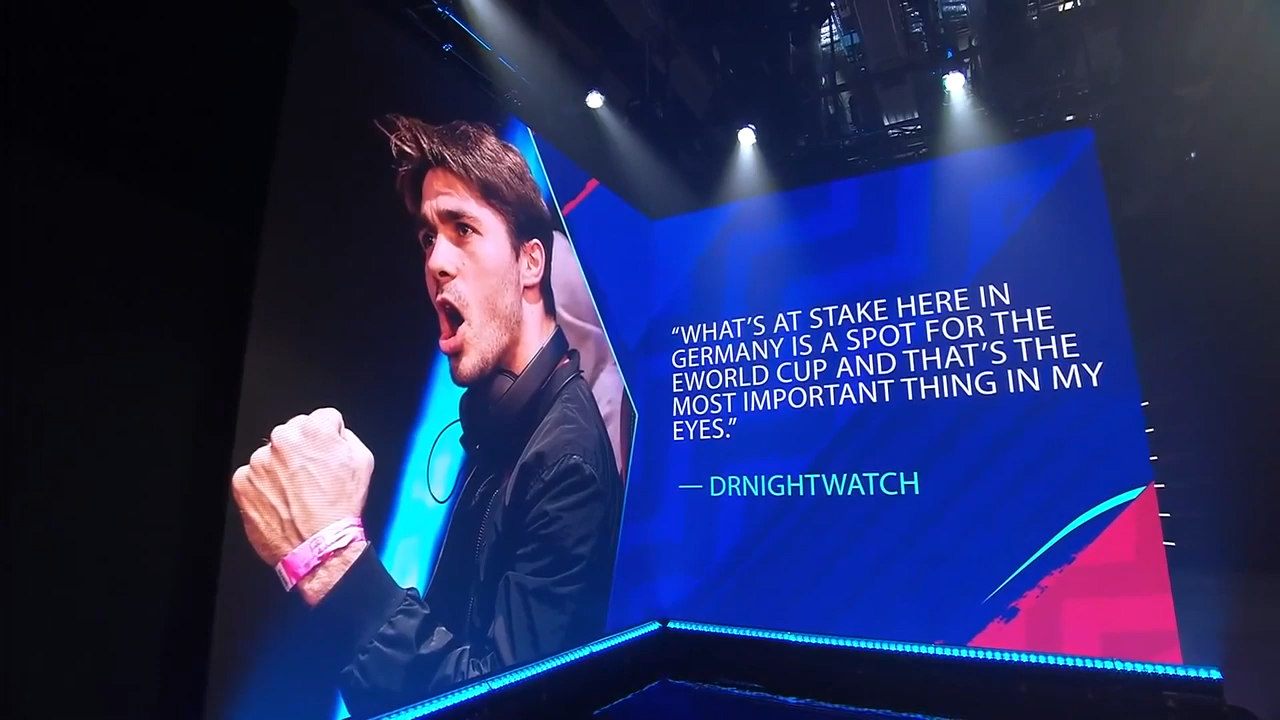 “WHAT’S AT STAKE HERE IN
GERMANY IS A SPOT FOR THE
EWORLD CUP AND THAT’S THE
MOST IMPORTANT THING IN MY
EYES.”
— DRNIGHTWATCH